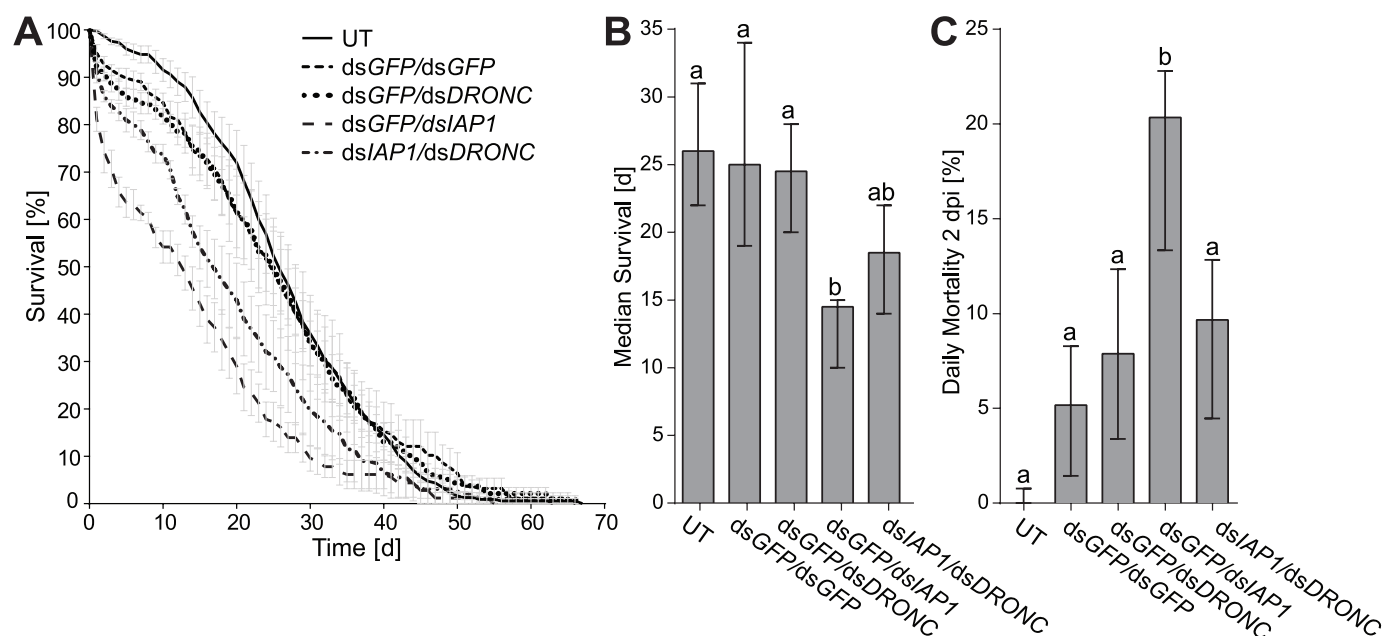 A
100
90
80
70
60
50
40
30
20
10
0
Survival [%]
0 10 20 30 40 50 60 70
Time [d]
UT
dsGFP/dsGFP
dsGFP/dsDRONC
dsGFP/dsIAP1
dsIAP1/dsDRONC
B
35
30
25
20
15
10
5
0
Median Survival [d]
a a a b ab
UT
dsGFP/dsGFP
dsGFP/dsDRONC
dsGFP/dsIAP1
dsIAP1/dsDRONC
C
25
20
15
10
5
0
Daily Mortality 2 dpi [%]
a a a b a
UT
dsGFP/dsGFP
dsGFP/dsDRONC
dsGFP/dsIAP1
dsIAP1/dsDRONC